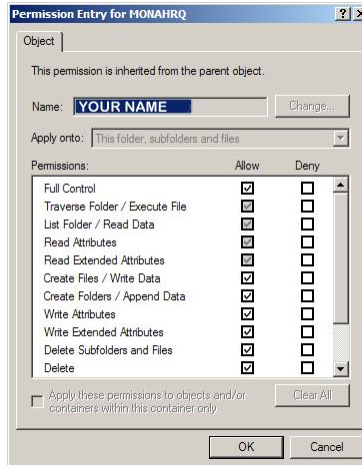 Permission Entry for MONAHRQ
Object
This permission is inherited from the parent object.
Name: YOUR NAME Change...
Apply onto: This folder, subfolders and files
Permissions: Allow Deny
Full Control
Traverse Folder / Execute File
List Folder / Read Data
Read Attributes
Read Extended Attributes
Create Files / Write Data
Create Folders / Append Data
Write Attributes
Write Extended Attributes
Delete Subfolders and Files
Delete
Apply these permissions to objects and/or Clear All
containers within this container only
OK Cancel